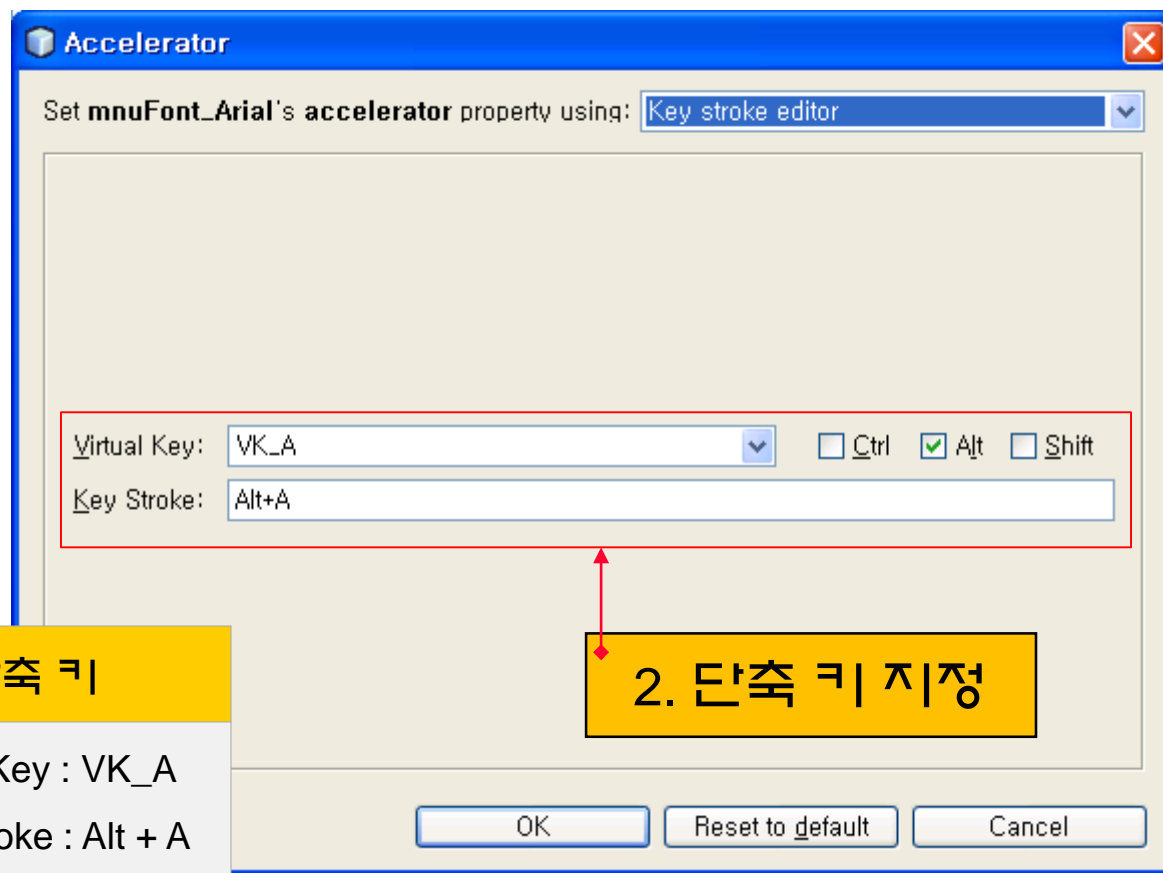 Accelerator
Set mnuFont_Arial's accelerator property using: Key stroke editor
Virtual Key: VK_A Ctrl Alt Shift
Key Stroke: Alt+A
2. 단축 키 지정
축 키
Key : VK_A
oke : Alt + A
OK Reset to default Cancel